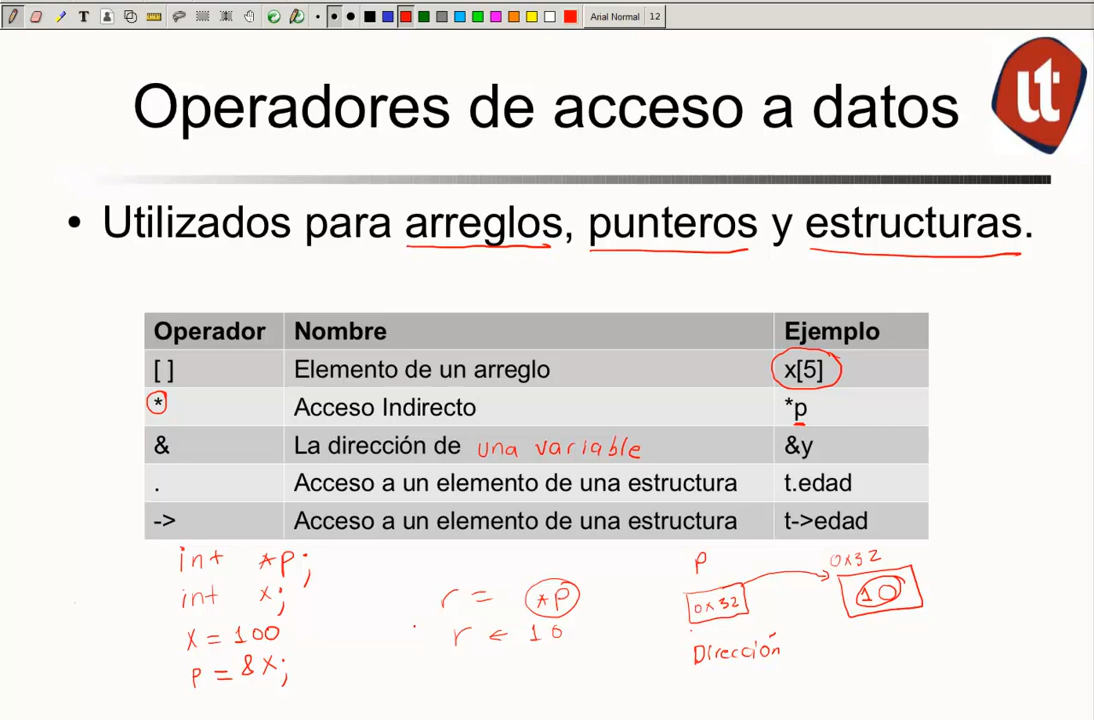 Arial Normal 12
Operadores de acceso a datos
• Utilizados para arreglos, punteros y estructuras.
Operador Nombre Ejemplo
[ ] Elemento de un arreglo x[5]
* Acceso Indirecto *p
& La dirección de una variable &y
. Acceso a un elemento de una estructura t.edad
-> Acceso a un elemento de una estructura t->edad
int *p;
int x;
x = 100
p = &x;
r = *p
r ← 10
p
0x32
0x32
10
Dirección